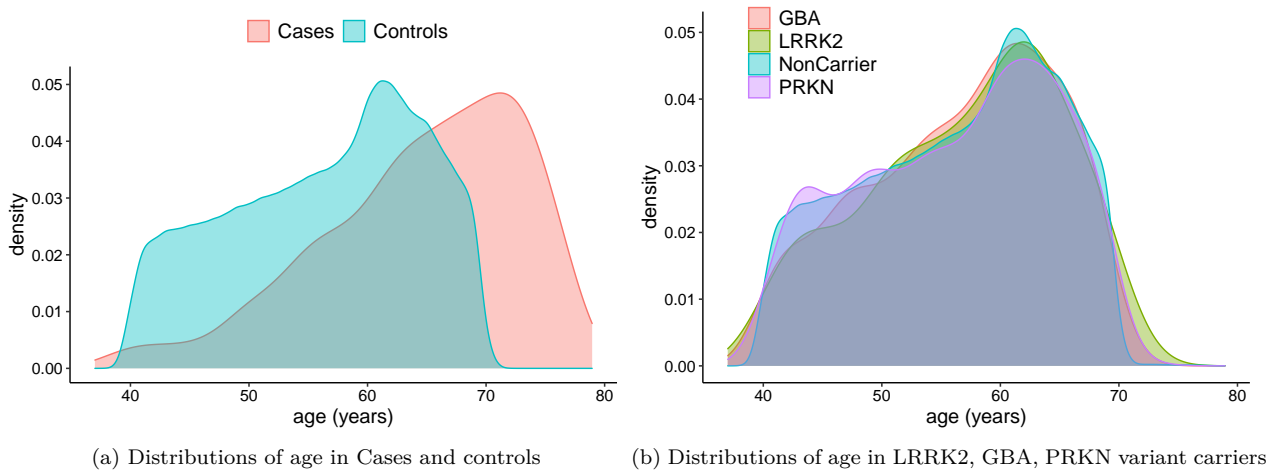 Cases Controls
0.05
0.04
0.03
0.02
0.01
0.00
density
40 50 60 70 80
age (years)
(a) Distributions of age in Cases and controls
GBA
LRRK2
NonCarrier
PRKN
0.05
0.04
0.03
0.02
0.01
0.00
density
40 50 60 70 80
age (years)
(b) Distributions of age in LRRK2, GBA, PRKN variant carriers